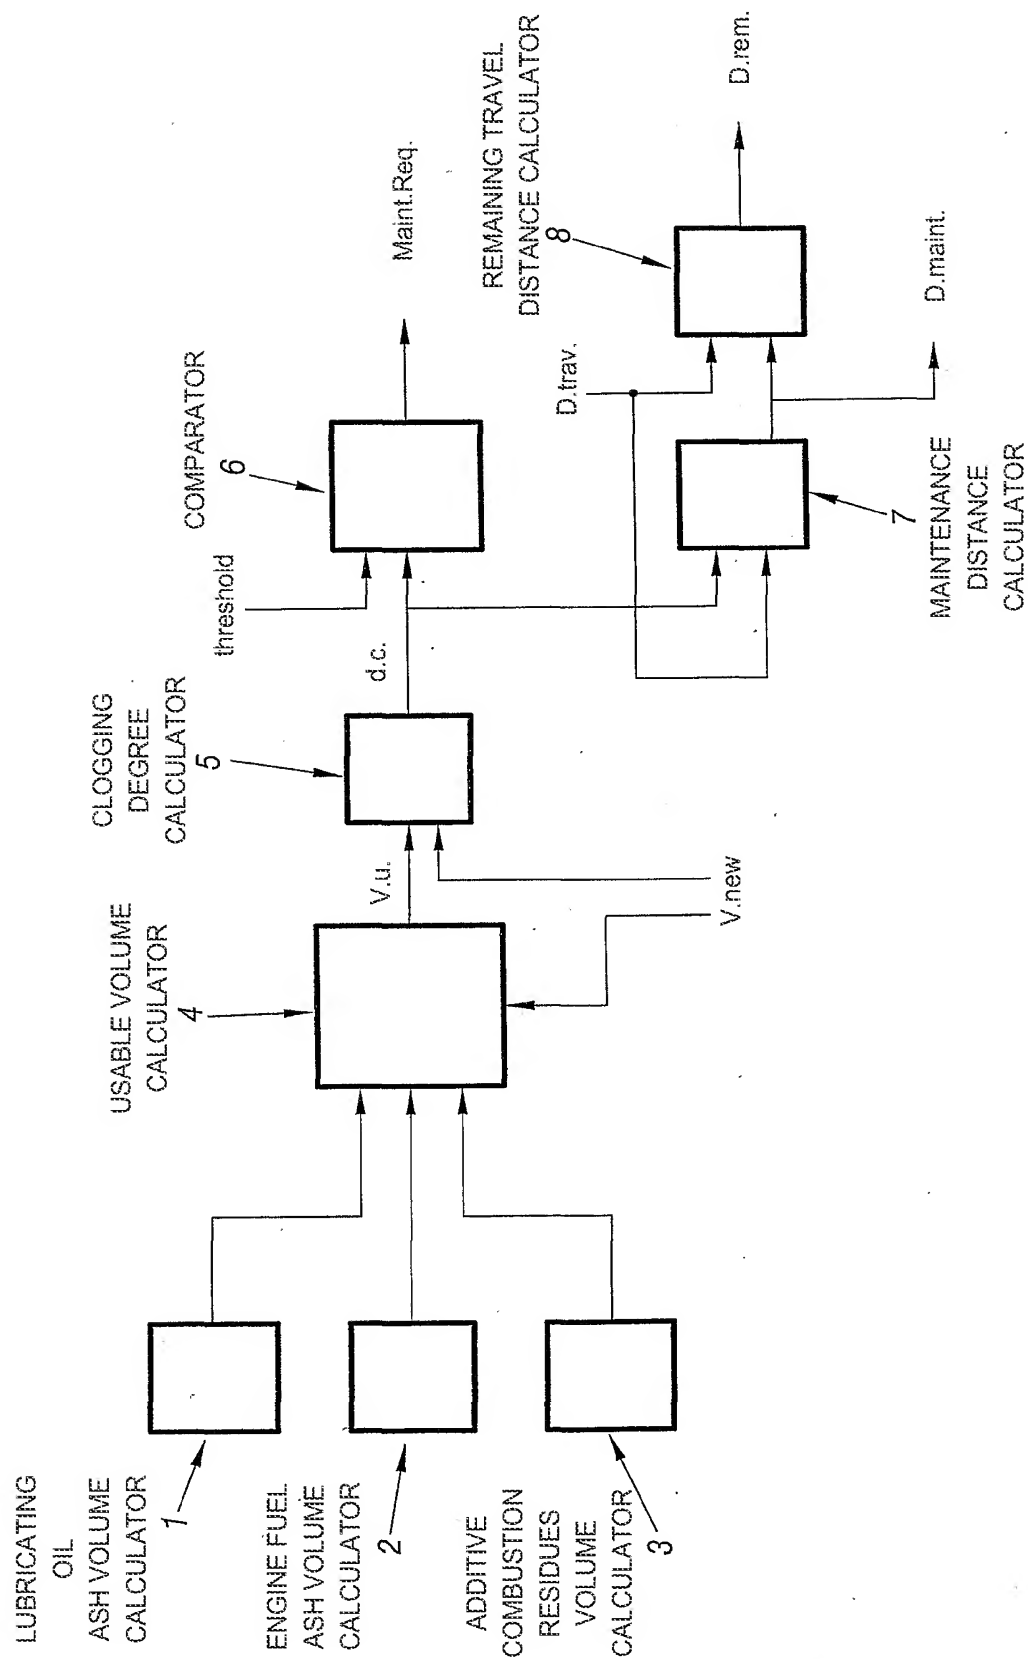 LUBRICATING
OIL
ASH VOLUME
CALCULATOR
1
ENGINE FUEL
ASH VOLUME
CALCULATOR
2
ADDITIVE
COMBUSTION
RESIDUES
VOLUME
CALCULATOR
3
USABLE VOLUME
CALCULATOR
4
V.u.
V.new
CLOGGING
DEGREE
CALCULATOR
5
d.c.
threshold
COMPARATOR
6
Maint.Req.
D.trav.
MAINTENANCE
DISTANCE
CALCULATOR
7
D.maint.
REMAINING TRAVEL
DISTANCE CALCULATOR
8
D.rem.